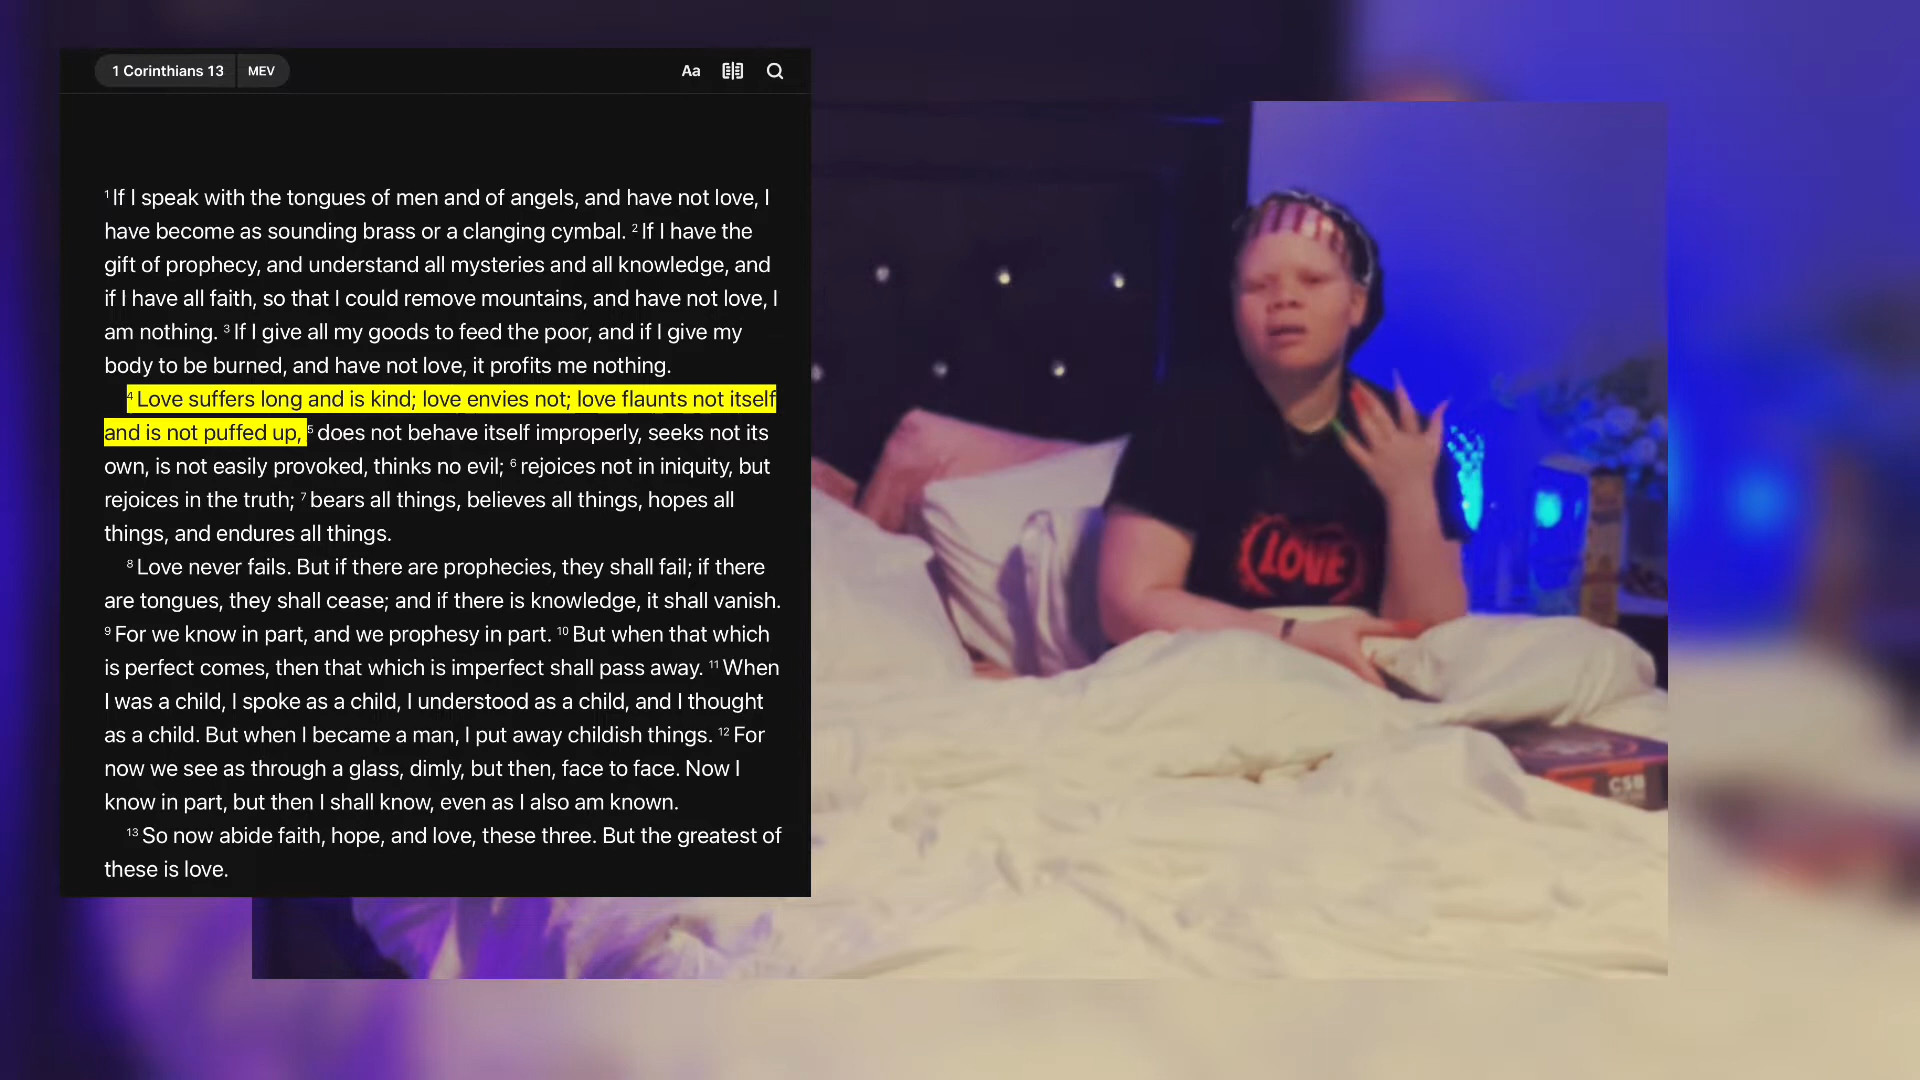 1 Corinthians 13 MEV Aa
1 If I speak with the tongues of men and of angels, and have not love, I
have become as sounding brass or a clanging cymbal. 2 If I have the
gift of prophecy, and understand all mysteries and all knowledge, and
if I have all faith, so that I could remove mountains, and have not love, I
am nothing. 3 If I give all my goods to feed the poor, and if I give my
body to be burned, and have not love, it profits me nothing.
4 Love suffers long and is kind; love envies not; love flaunts not itself
and is not puffed up, 5 does not behave itself improperly, seeks not its
own, is not easily provoked, thinks no evil; 6 rejoices not in iniquity, but
rejoices in the truth; 7 bears all things, believes all things, hopes all
things, and endures all things.
8 Love never fails. But if there are prophecies, they shall fail; if there
are tongues, they shall cease; and if there is knowledge, it shall vanish.
9 For we know in part, and we prophesy in part. 10 But when that which
is perfect comes, then that which is imperfect shall pass away. 11 When
I was a child, I spoke as a child, I understood as a child, and I thought
as a child. But when I became a man, I put away childish things. 12 For
now we see as through a glass, dimly, but then, face to face. Now I
know in part, but then I shall know, even as I also am known.
13 So now abide faith, hope, and love, these three. But the greatest of
these is love.
LOVE
CSB